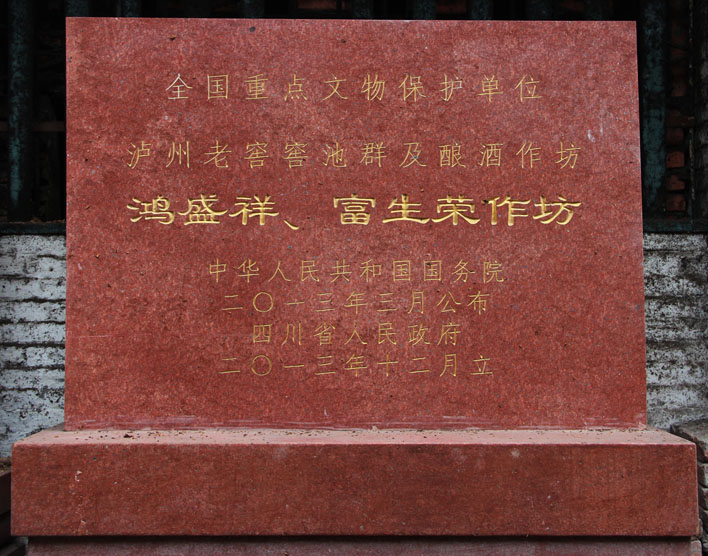 全国重点文物保护单位
泸州老窖窖池群及酿酒作坊
鸿盛祥、富生荣作坊
中华人民共和国国务院
二〇一三年三月公布
四川省人民政府
二〇一三年十二月立